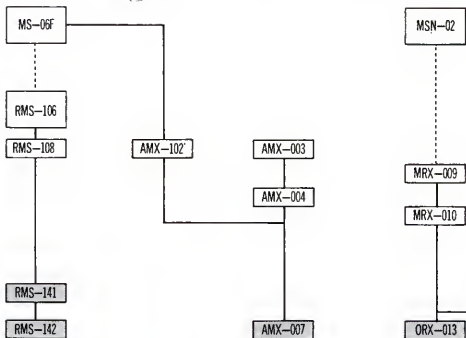 MS-06F
MSN-02
RMS-106
RMS-108
AMX-102
AMX-003
MRX-009
AMX-004
MRX-010
RMS-141
RMS-142
AMX-007
ORX-013